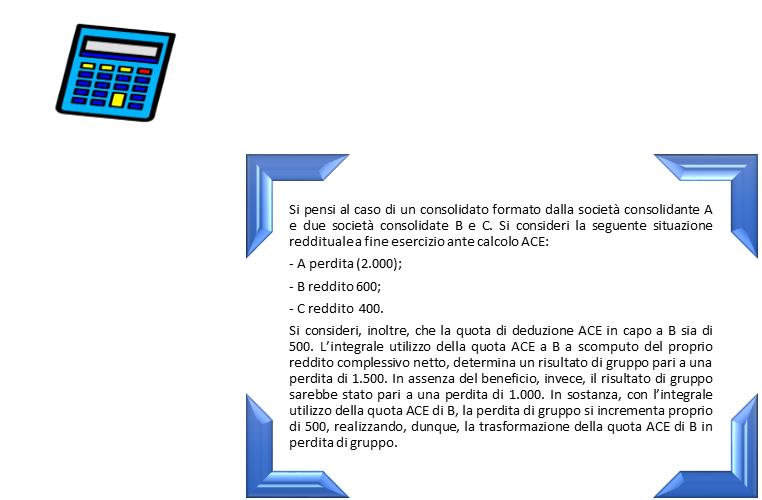 Si pensi al caso di un consolidato formato dalla società consolidante A
e due società consolidate B e C. Si consideri la seguente situazione
reddituale a fine esercizio ante calcolo ACE:
- A perdita (2.000);
- B reddito 600;
- C reddito 400.
Si consideri, inoltre, che la quota di deduzione ACE in capo a B sia di
500. L'integrale utilizzo della quota ACE a B a scomputo del proprio
reddito complessivo netto, determina un risultato di gruppo pari a una
perdita di 1.500. In assenza del beneficio, invece, il risultato di gruppo
sarebbe stato pari a una perdita di 1.000. In sostanza, con l'integrale
utilizzo della quota ACE di B, la perdita di gruppo si incrementa proprio
di 500, realizzando, dunque, la trasformazione della quota ACE di B in
perdita di gruppo.